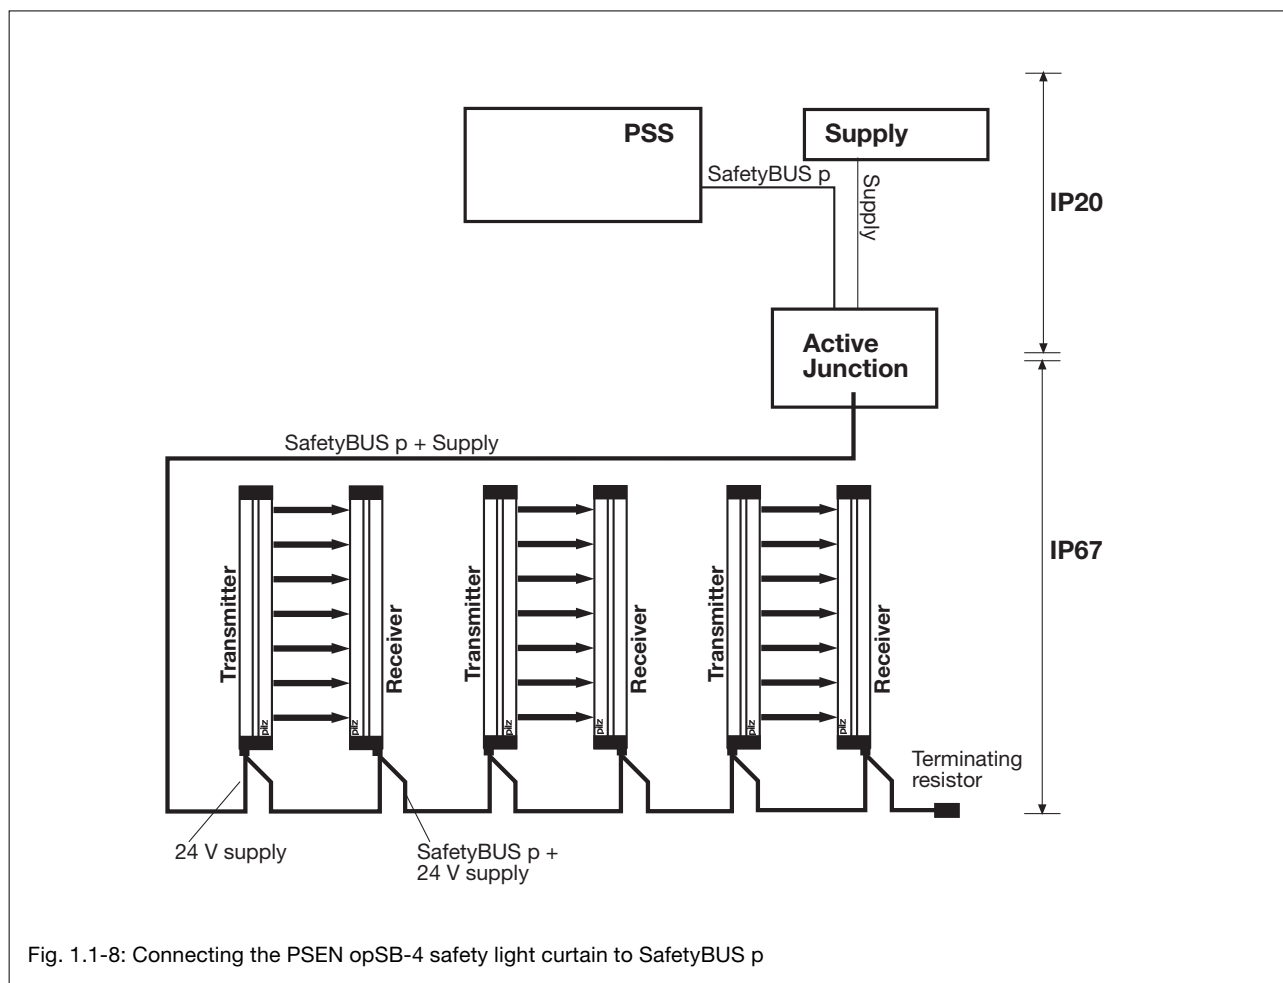 PSS
Supply
SafetyBUS p
Supply
IP20
Active
Junction
SafetyBUS p + Supply
IP67
Transmitter
Receiver
Transmitter
Receiver
Transmitter
Receiver
pilz
pilz
pilz
pilz
pilz
pilz
Terminating
resistor
24 V supply
SafetyBUS p +
24 V supply
Fig. 1.1-8: Connecting the PSEN opSB-4 safety light curtain to SafetyBUS p